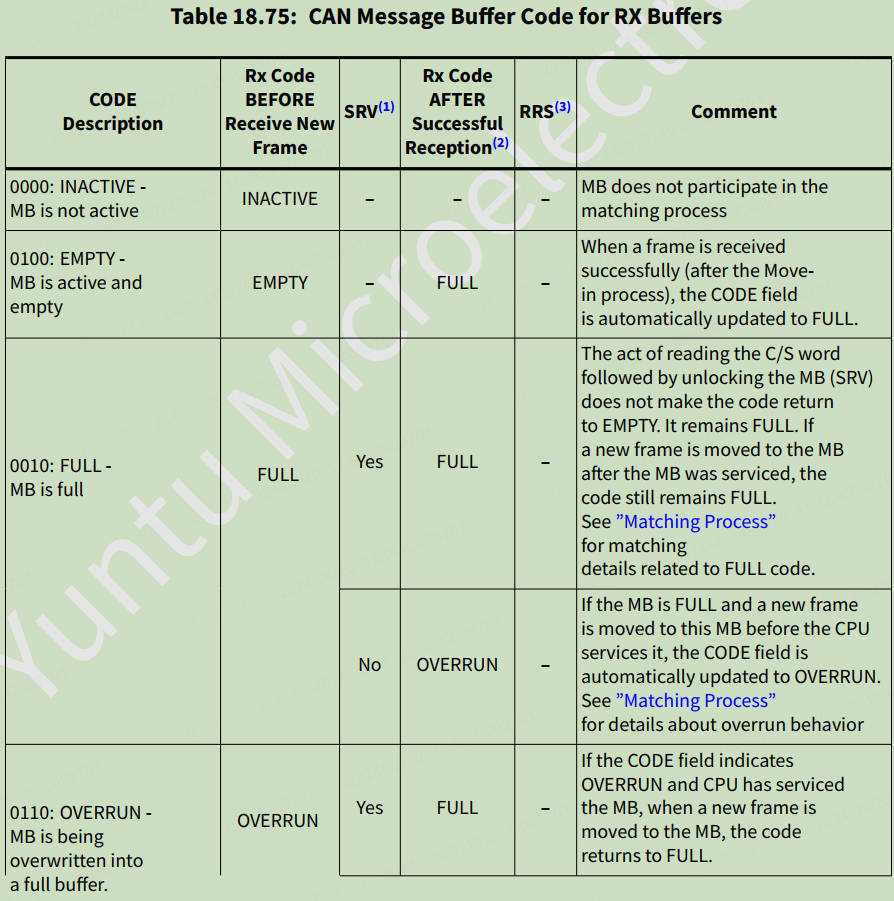 Table 18.75: CAN Message Buffer Code for RX Buffers
CODE
Description
Rx Code
BEFORE
Receive New
Frame
SRV(1)
Rx Code
AFTER
Successful
Reception(2)
RRS(3)
Comment
0000: INACTIVE -
MB is not active
INACTIVE
–
–
–
MB does not participate in the
matching process
0100: EMPTY -
MB is active and
empty
EMPTY
–
FULL
–
When a frame is received
successfully (after the Move-
in process), the CODE field
is automatically updated to FULL.
0010: FULL -
MB is full
FULL
Yes
FULL
–
The act of reading the C/S word
followed by unlocking the MB (SRV)
does not make the code return
to EMPTY. It remains FULL. If
a new frame is moved to the MB
after the MB was serviced, the
code still remains FULL.
See ”Matching Process”
for matching
details related to FULL code.
No
OVERRUN
–
If the MB is FULL and a new frame
is moved to this MB before the CPU
services it, the CODE field is
automatically updated to OVERRUN.
See ”Matching Process”
for details about overrun behavior
0110: OVERRUN -
MB is being
overwritten into
a full buffer.
OVERRUN
Yes
FULL
–
If the CODE field indicates
OVERRUN and CPU has serviced
the MB, when a new frame is
moved to the MB, the code
returns to FULL.
Yuntu Microelectro